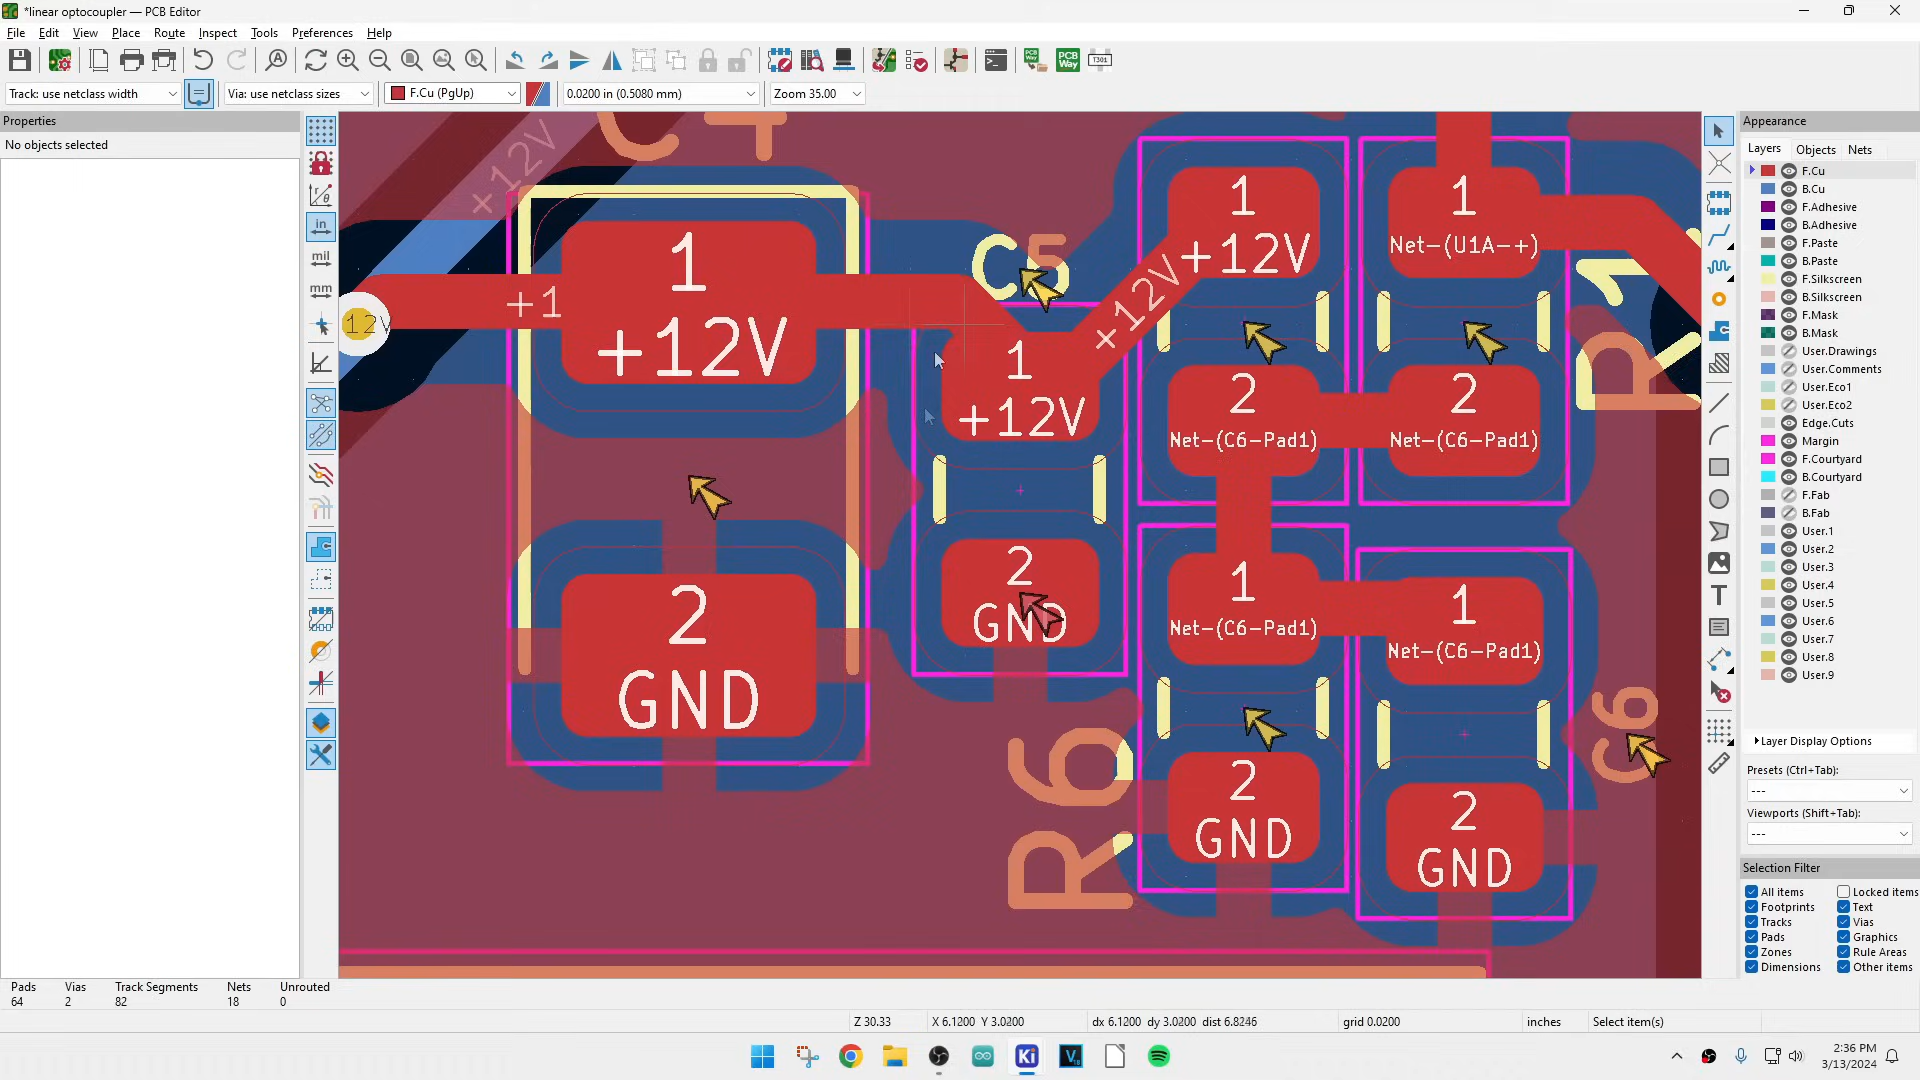 *linear optocoupler — PCB Editor
File Edit View Place Route Inspect Tools Preferences Help
Track: use netclass width
Via: use netclass sizes
F.Cu (PgUp)
0.0200 in (0.5080 mm)
Zoom 35.00
Properties
No objects selected
in
mil
mm
+12V
C5
12V
+1
1
+12V
2
GND
1
+12V
2
GND
+12V
1
+12V
2
Net-(C6-Pad1)
1
Net-(U1A-+)
2
Net-(C6-Pad1)
1
Net-(C6-Pad1)
2
GND
1
Net-(C6-Pad1)
2
GND
R6
C6
Appearance
Layers Objects Nets
F.Cu
B.Cu
F.Adhesive
B.Adhesive
F.Paste
B.Paste
F.Silkscreen
B.Silkscreen
F.Mask
B.Mask
User.Drawings
User.Comments
User.Eco1
User.Eco2
Edge.Cuts
Margin
F.Courtyard
B.Courtyard
F.Fab
B.Fab
User.1
User.2
User.3
User.4
User.5
User.6
User.7
User.8
User.9
Layer Display Options
Presets (Ctrl+Tab):
---
Viewports (Shift+Tab):
---
Selection Filter
All items Locked items
Footprints Text
Tracks Vias
Pads Graphics
Zones Rule Areas
Dimensions Other items
Pads Vias Track Segments Nets Unrouted
64 2 82 18 0
Z 30.33 X 6.1200 Y 3.0200 dx 6.1200 dy 3.0200 dist 6.8246 grid 0.0200 inches Select item(s)
2:36 PM
3/13/2024